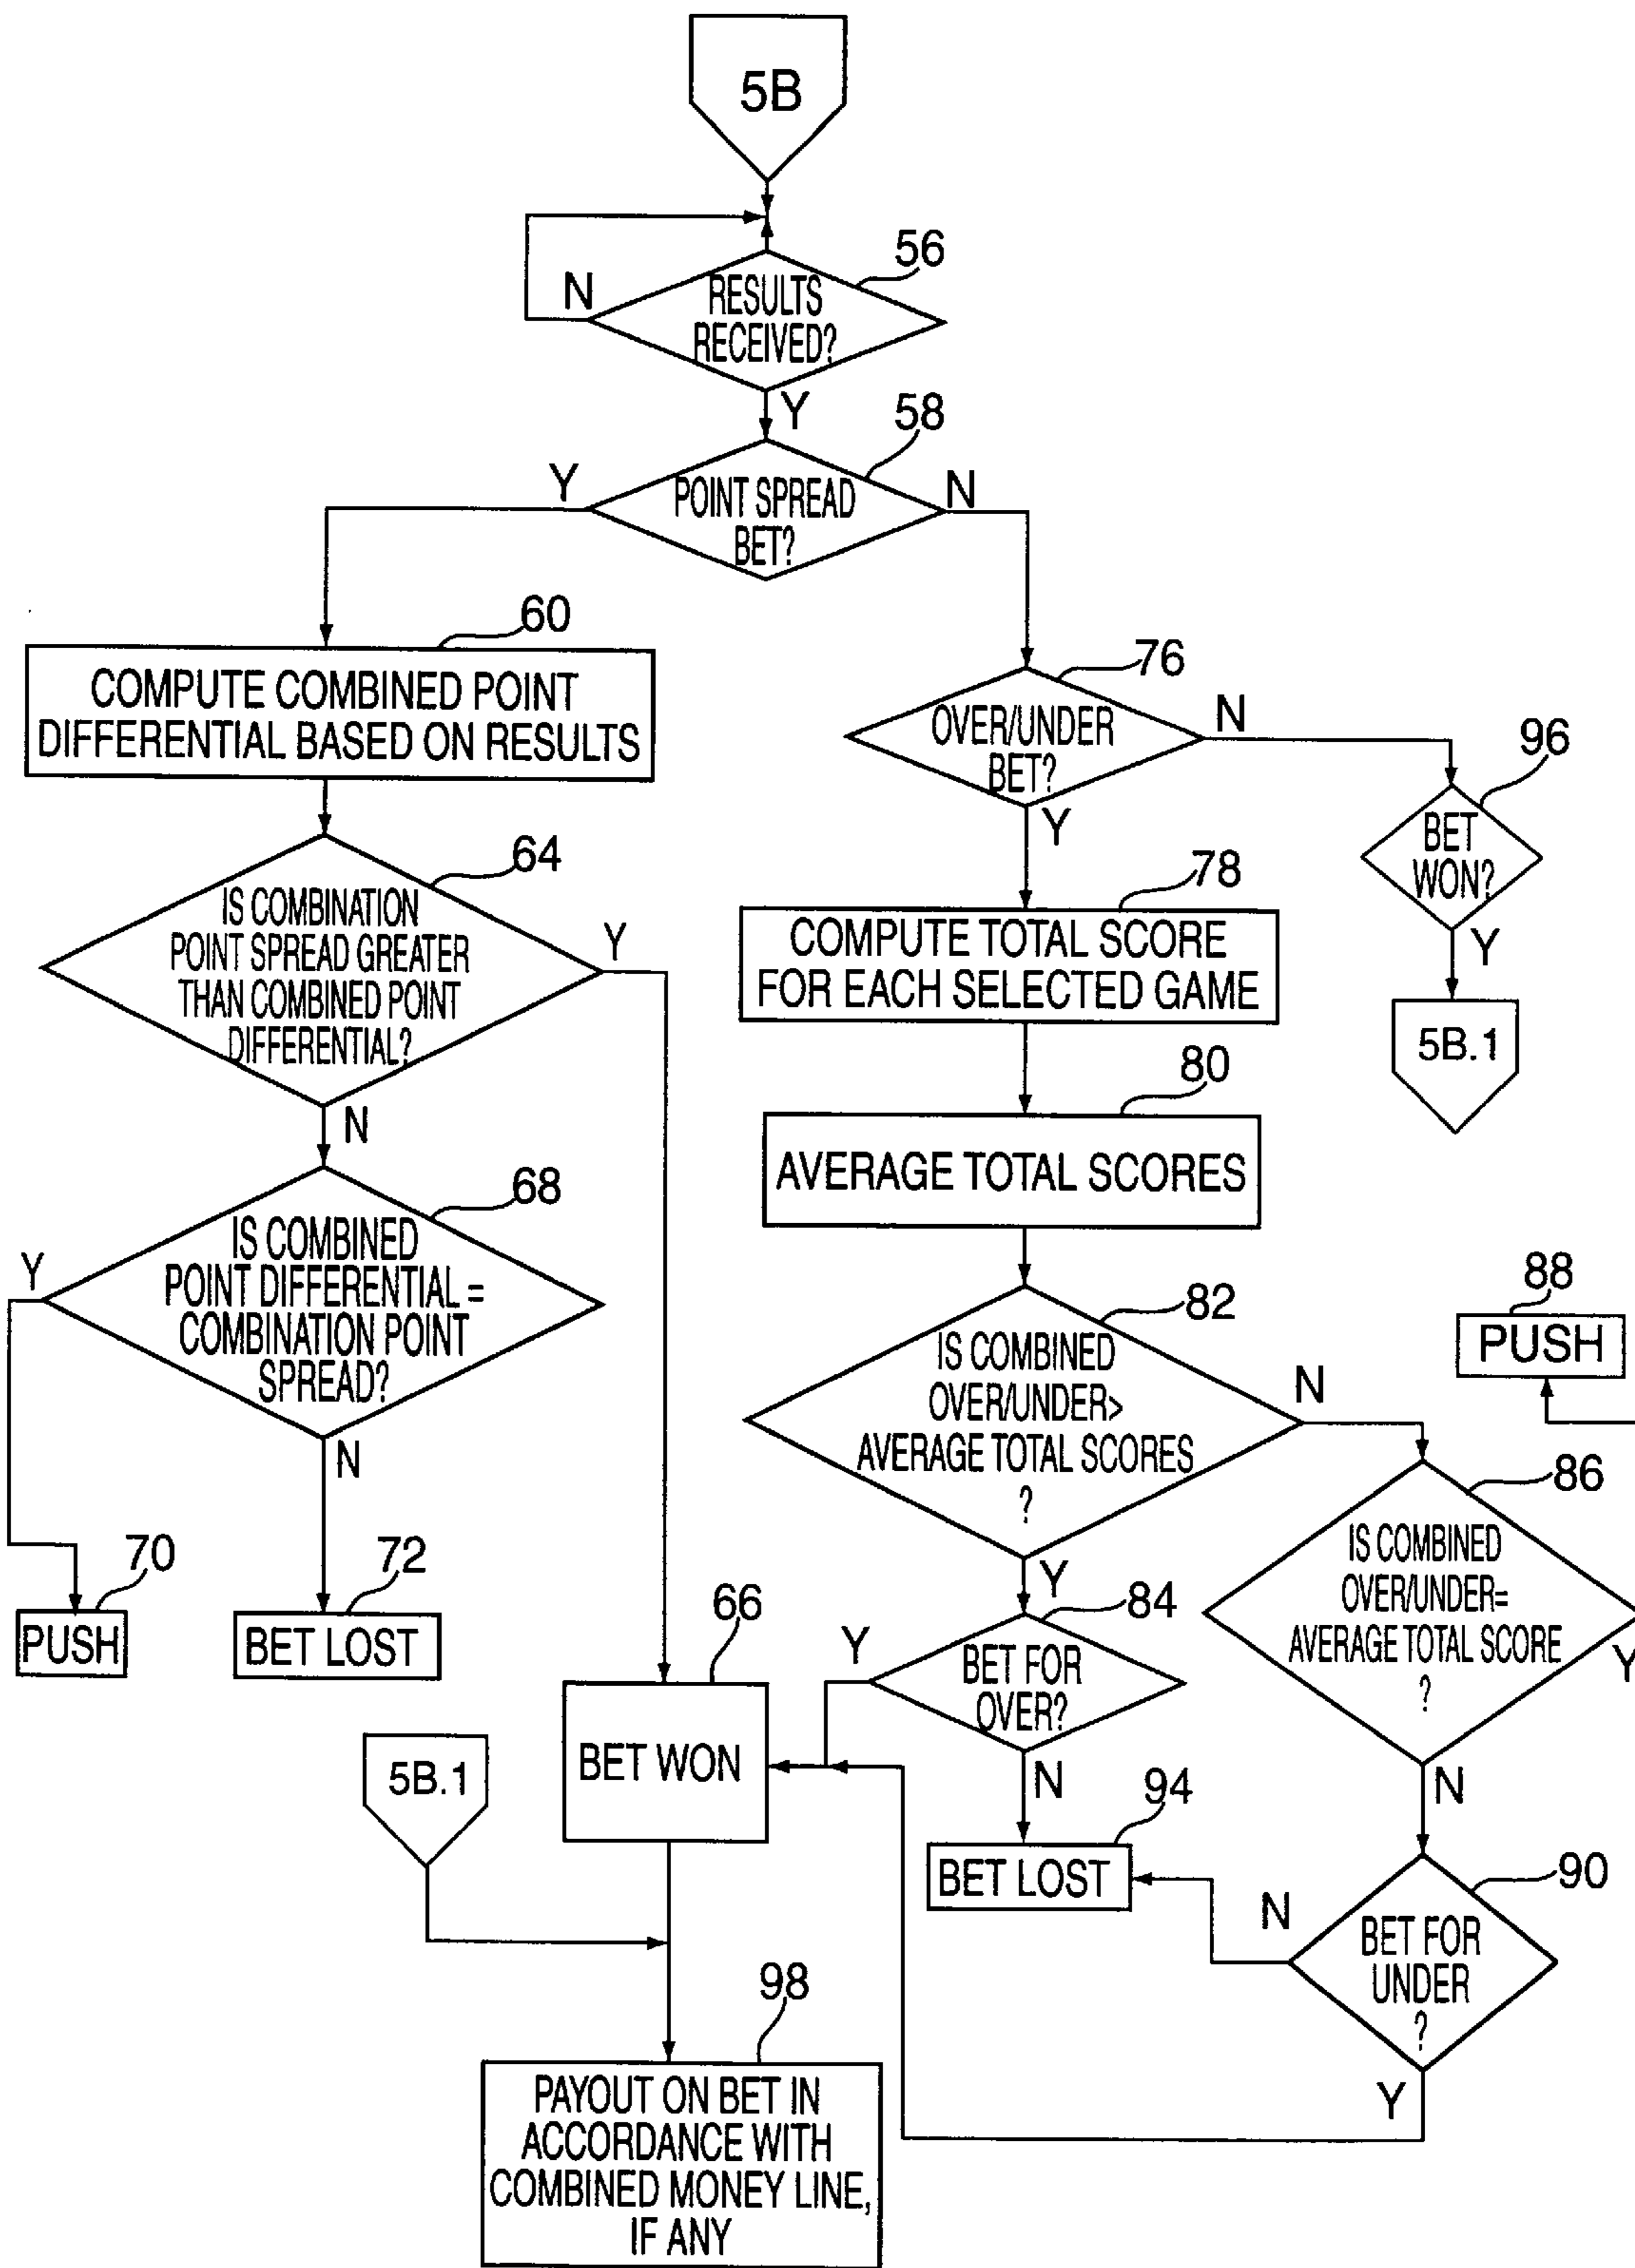 5B
56
N
RESULTS
RECEIVED?
Y
58
Y
N
POINT SPREAD
BET?
60
COMPUTE COMBINED POINT
DIFFERENTIAL BASED ON RESULTS
76
N
OVER/UNDER
BET?
Y
96
BET
WON?
Y
5B.1
64
IS COMBINATION
POINT SPREAD GREATER
THAN COMBINED POINT
DIFFERENTIAL?
Y
N
78
COMPUTE TOTAL SCORE
FOR EACH SELECTED GAME
80
AVERAGE TOTAL SCORES
68
Y
IS COMBINED
POINT DIFFERENTIAL =
COMBINATION POINT
SPREAD?
N
82
IS COMBINED
OVER/UNDER>
AVERAGE TOTAL SCORES
?
N
Y
88
PUSH
86
IS COMBINED
OVER/UNDER=
AVERAGE TOTAL SCORE
?
Y
N
70
PUSH
72
BET LOST
66
BET WON
84
Y
BET FOR
OVER?
N
5B.1
94
BET LOST
90
N
BET FOR
UNDER
?
Y
98
PAYOUT ON BET IN
ACCORDANCE WITH
COMBINED MONEY LINE,
IF ANY